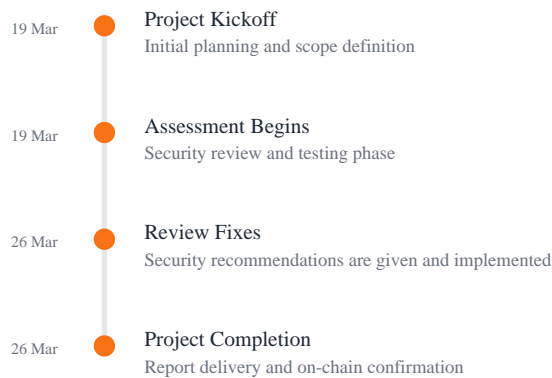 19 Mar
Project Kickoff
Initial planning and scope definition
19 Mar
Assessment Begins
Security review and testing phase
26 Mar
Review Fixes
Security recommendations are given and implemented
26 Mar
Project Completion
Report delivery and on-chain confirmation